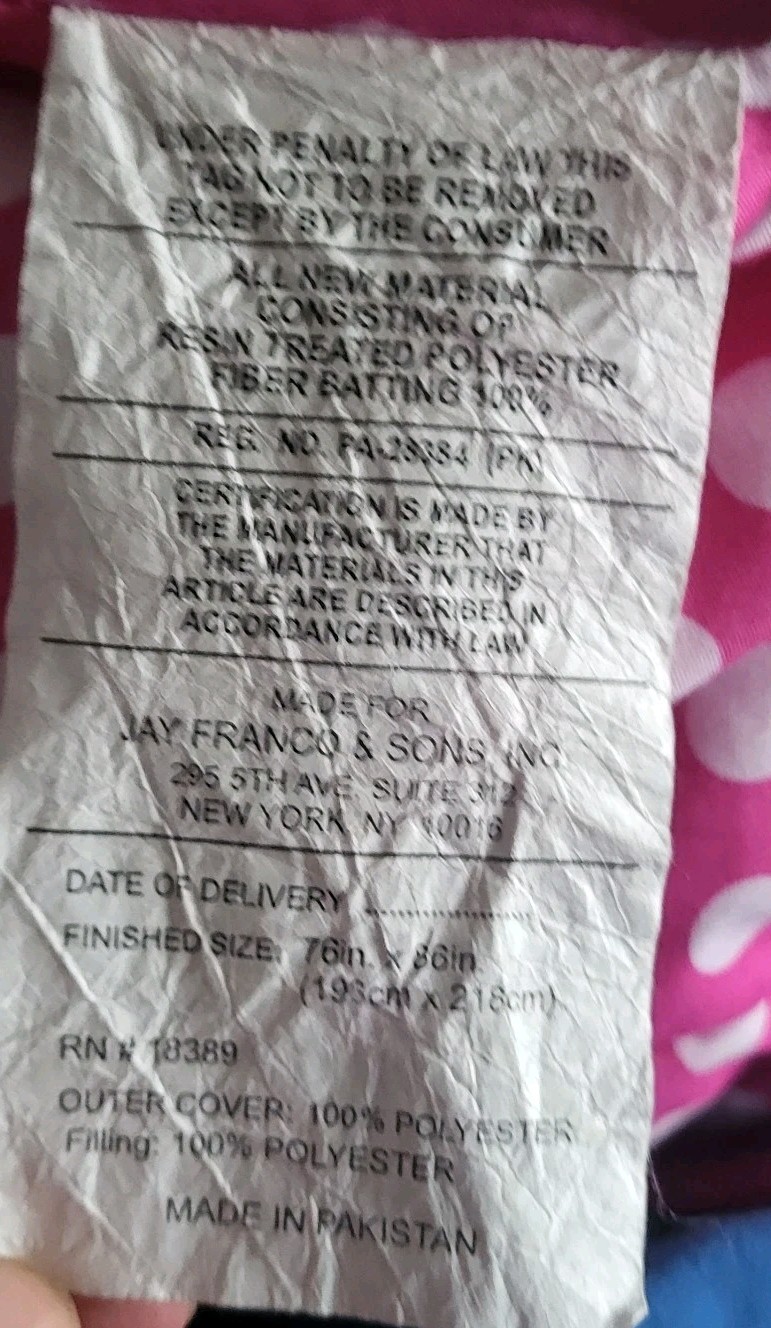 UNDER PENALTY OF LAW THIS
TAG NOT TO BE REMOVED
EXCEPT BY THE CONSUMER
ALL NEW MATERIAL
CONSISTING OF
RESIN TREATED POLYESTER
FIBER BATTING 100%
REG. NO. PA-28384 (PK)
CERTIFICATION IS MADE BY
THE MANUFACTURER THAT
THE MATERIALS IN THIS
ARTICLE ARE DESCRIBED IN
ACCORDANCE WITH LAW
MADE FOR
JAY FRANCO & SONS, INC.
295 5TH AVE. SUITE 312
NEW YORK, NY 10016
DATE OF DELIVERY ....................
FINISHED SIZE: 76in. x 86in.
(193cm x 218cm).
RN # 18389
OUTER COVER: 100% POLYESTER
Filling: 100% POLYESTER
MADE IN PAKISTAN